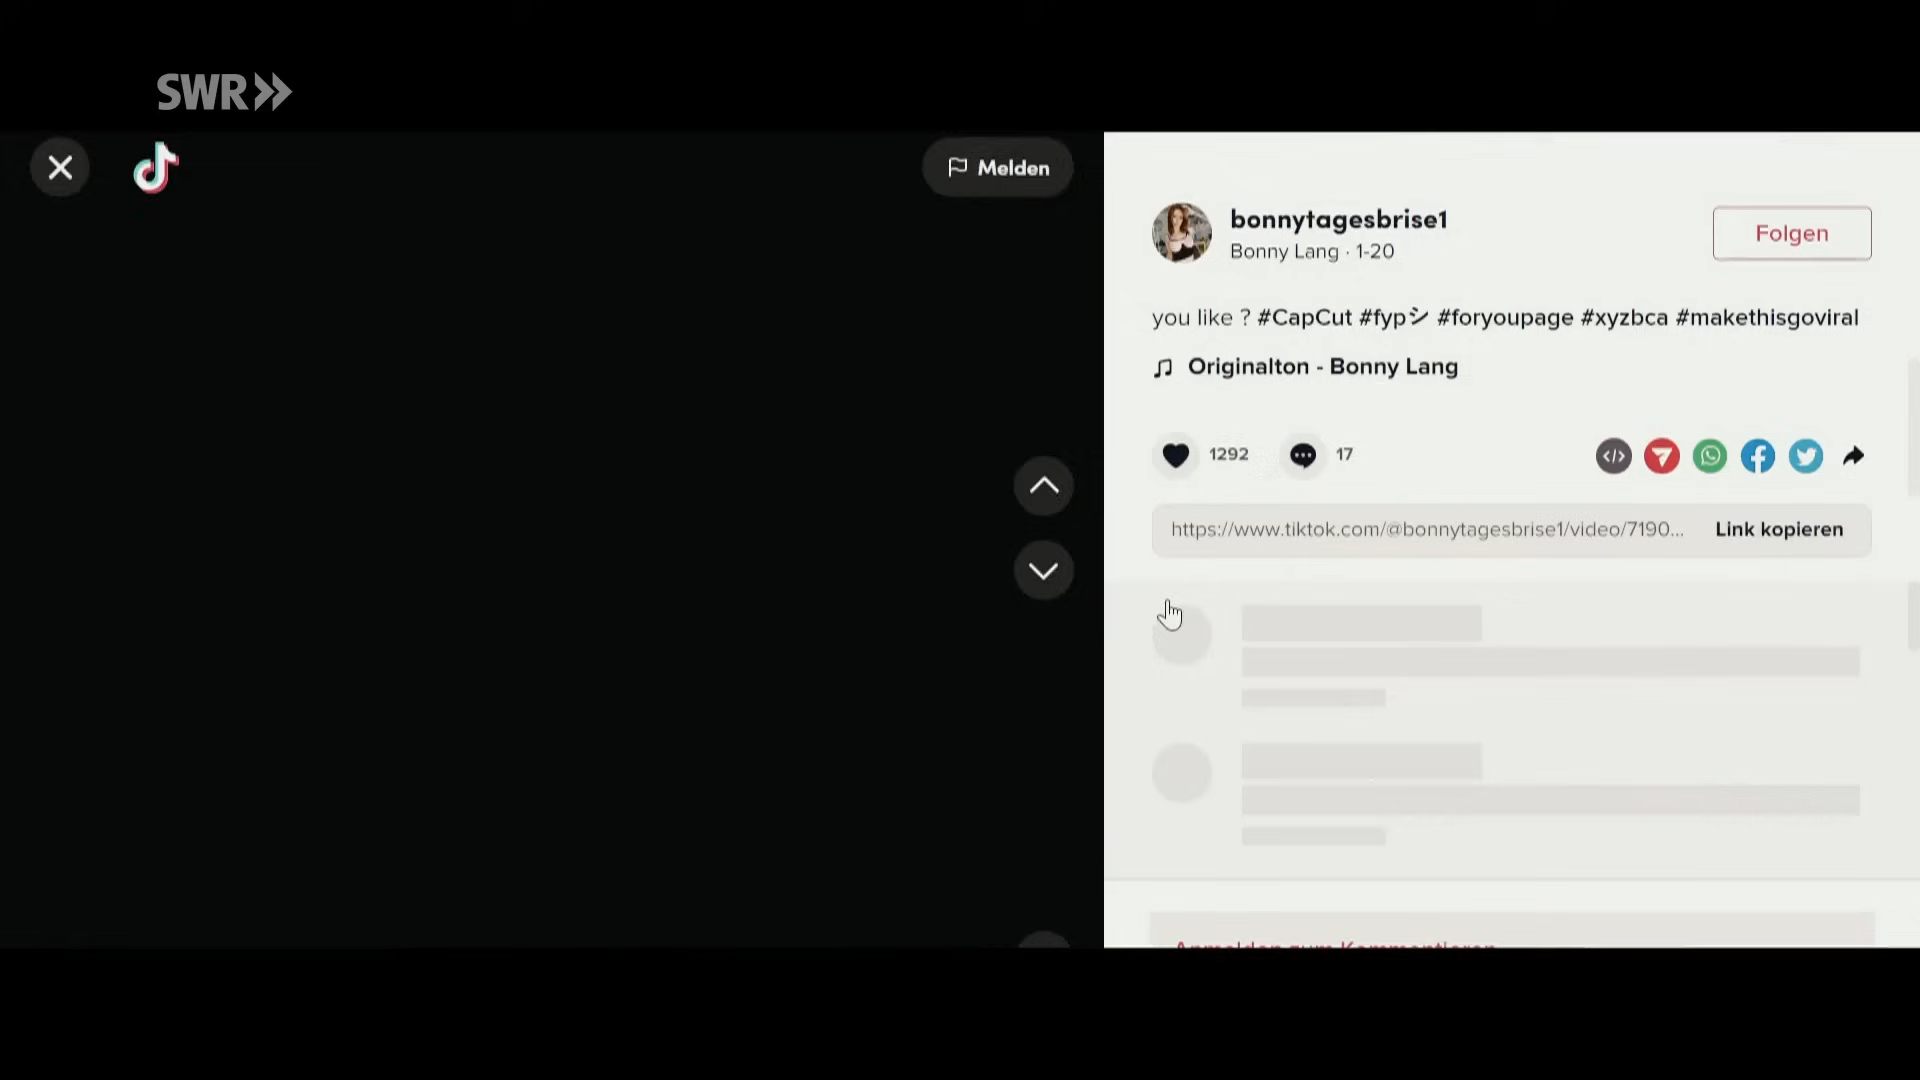 SWR
Melden
bonnytagesbrise1
Folgen
Bonny Lang · 1-20
you like ? #CapCut #fypシ #foryoupage #xyzbca #makethisgoviral
Originalton - Bonny Lang
1292
17
https://www.tiktok.com/@bonnytagesbrise1/video/7190...
Link kopieren
Anmelden zum Kommentieren